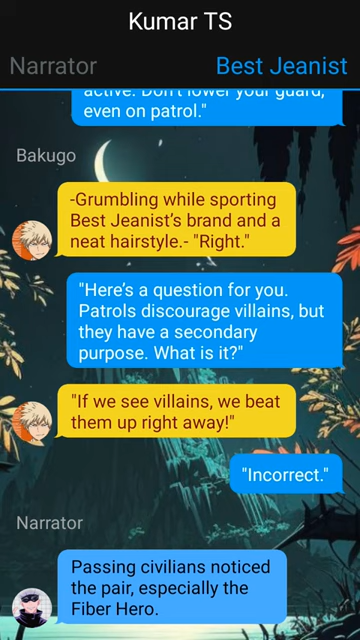 Kumar TS
Narrator
Best Jeanist
active. Don't lower your guard,
even on patrol."
Bakugo
-Grumbling while sporting
Best Jeanist's brand and a
neat hairstyle.- "Right."
"Here's a question for you.
Patrols discourage villains, but
they have a secondary
purpose. What is it?"
"If we see villains, we beat
them up right away!"
"Incorrect."
Narrator
Passing civilians noticed
the pair, especially the
Fiber Hero.